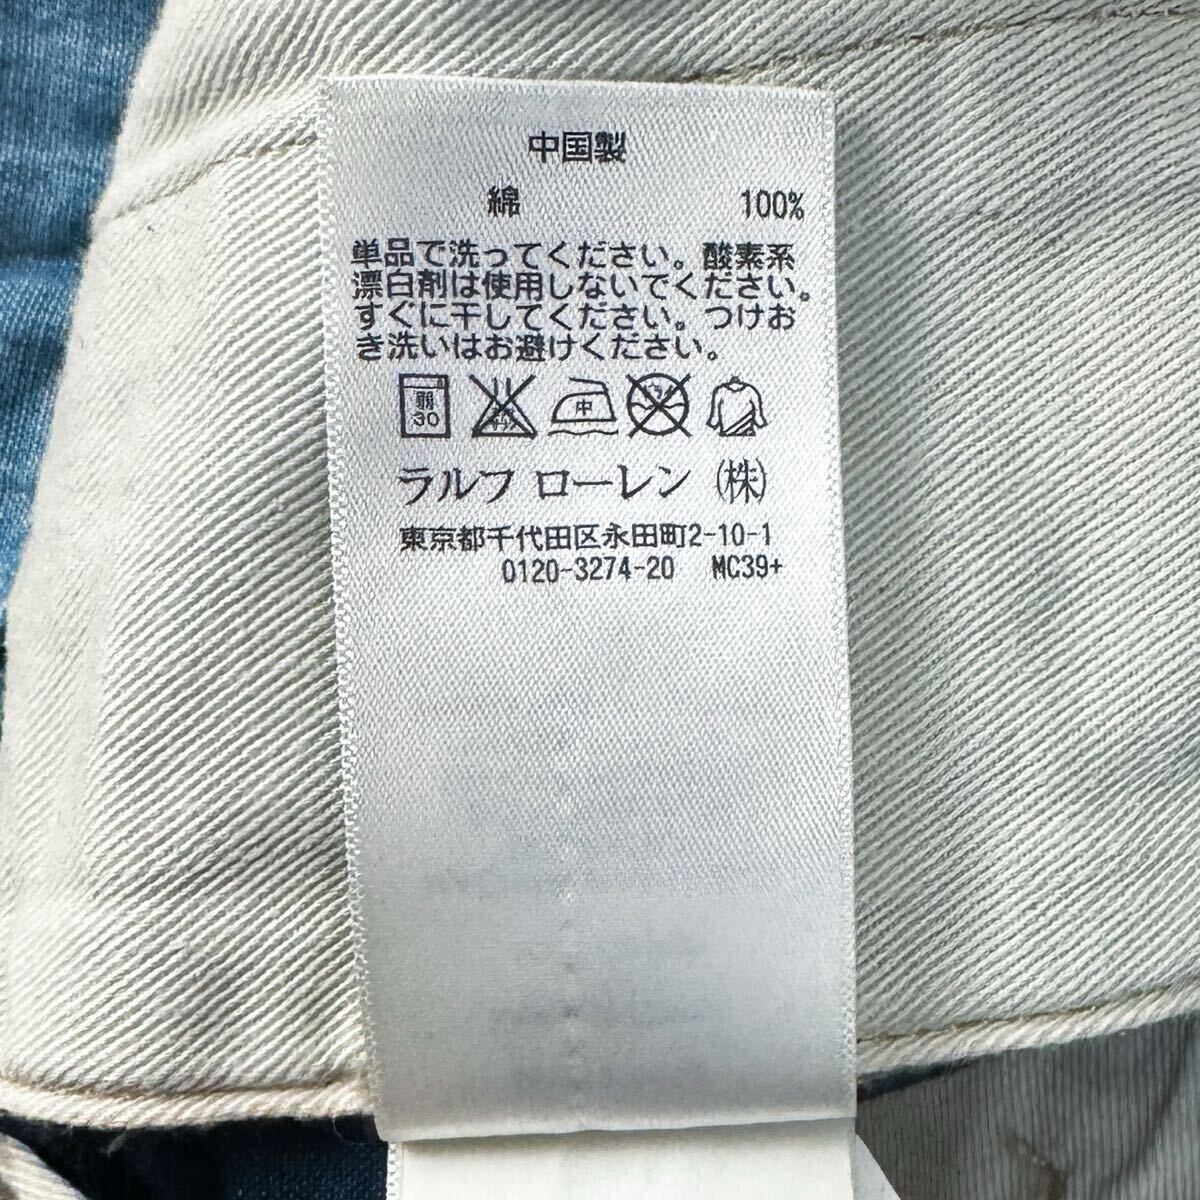 中国製
綿 100%
単品で洗ってください。酸素系
漂白剤は使用しないでください。
すぐに干してください。つけお
き洗いはお避けください。
弱 中
30
ラルフ ローレン (株)
東京都千代田区永田町2-10-1
0120-3274-20 MC39+